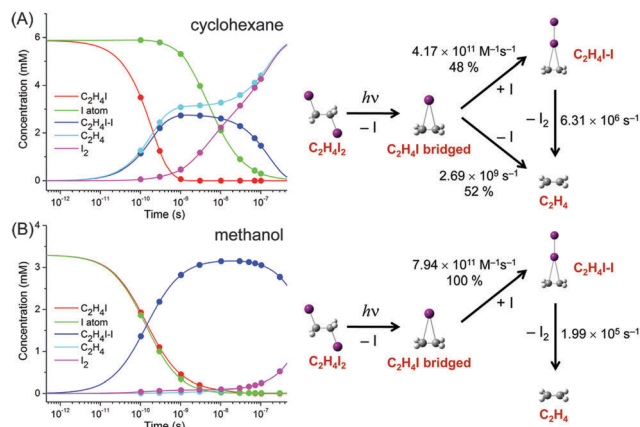 (A)
cyclohexane
Concentration (mM)
6
4
2
0
C₂H₄I
I atom
C₂H₄I-I
C₂H₄
I₂
10⁻¹² 10⁻¹¹ 10⁻¹⁰ 10⁻⁹ 10⁻⁸ 10⁻⁷
Time (s)
C₂H₄I₂
hν
− I
C₂H₄I bridged
4.17 × 10¹¹ M⁻¹s⁻¹
48 %
+ I
C₂H₄I-I
− I
2.69 × 10⁹ s⁻¹
52 %
− I₂
6.31 × 10⁶ s⁻¹
C₂H₄
(B)
methanol
Concentration (mM)
4
3
2
1
0
C₂H₄I
I atom
C₂H₄I-I
C₂H₄
I₂
10⁻¹² 10⁻¹¹ 10⁻¹⁰ 10⁻⁹ 10⁻⁸ 10⁻⁷
Time (s)
C₂H₄I₂
hν
− I
C₂H₄I bridged
7.94 × 10¹¹ M⁻¹s⁻¹
100 %
+ I
C₂H₄I-I
− I₂
1.99 × 10⁵ s⁻¹
C₂H₄